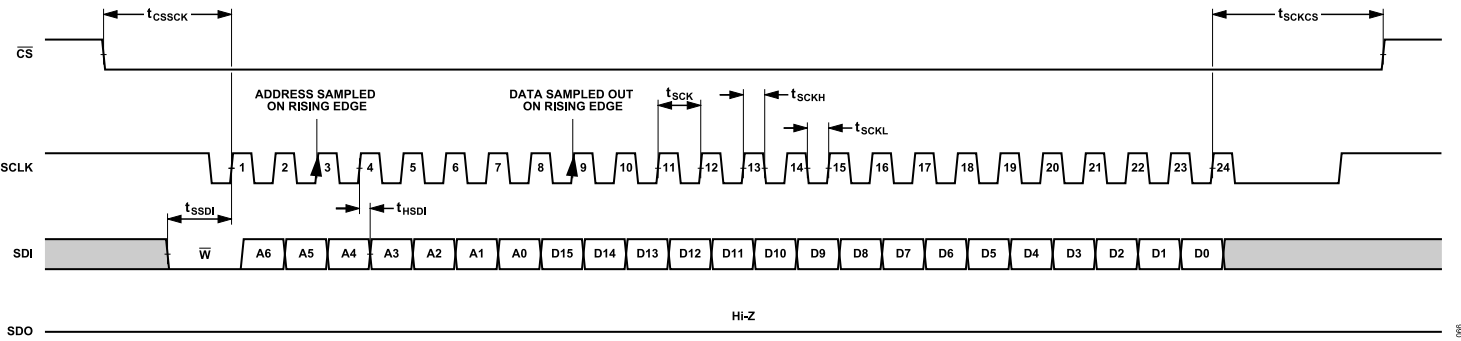 tCSSCK
tSCKCS
CS
ADDRESS SAMPLED
ON RISING EDGE
DATA SAMPLED OUT
ON RISING EDGE
tSCK
tSCKH
tSCKL
SCLK
1 2 3 4 5 6 7 8 9 10 11 12 13 14 15 16 17 18 19 20 21 22 23 24
tSSDI
tHSDI
SDI
W A6 A5 A4 A3 A2 A1 A0 D15 D14 D13 D12 D11 D10 D9 D8 D7 D6 D5 D4 D3 D2 D1 D0
Hi-Z
SDO